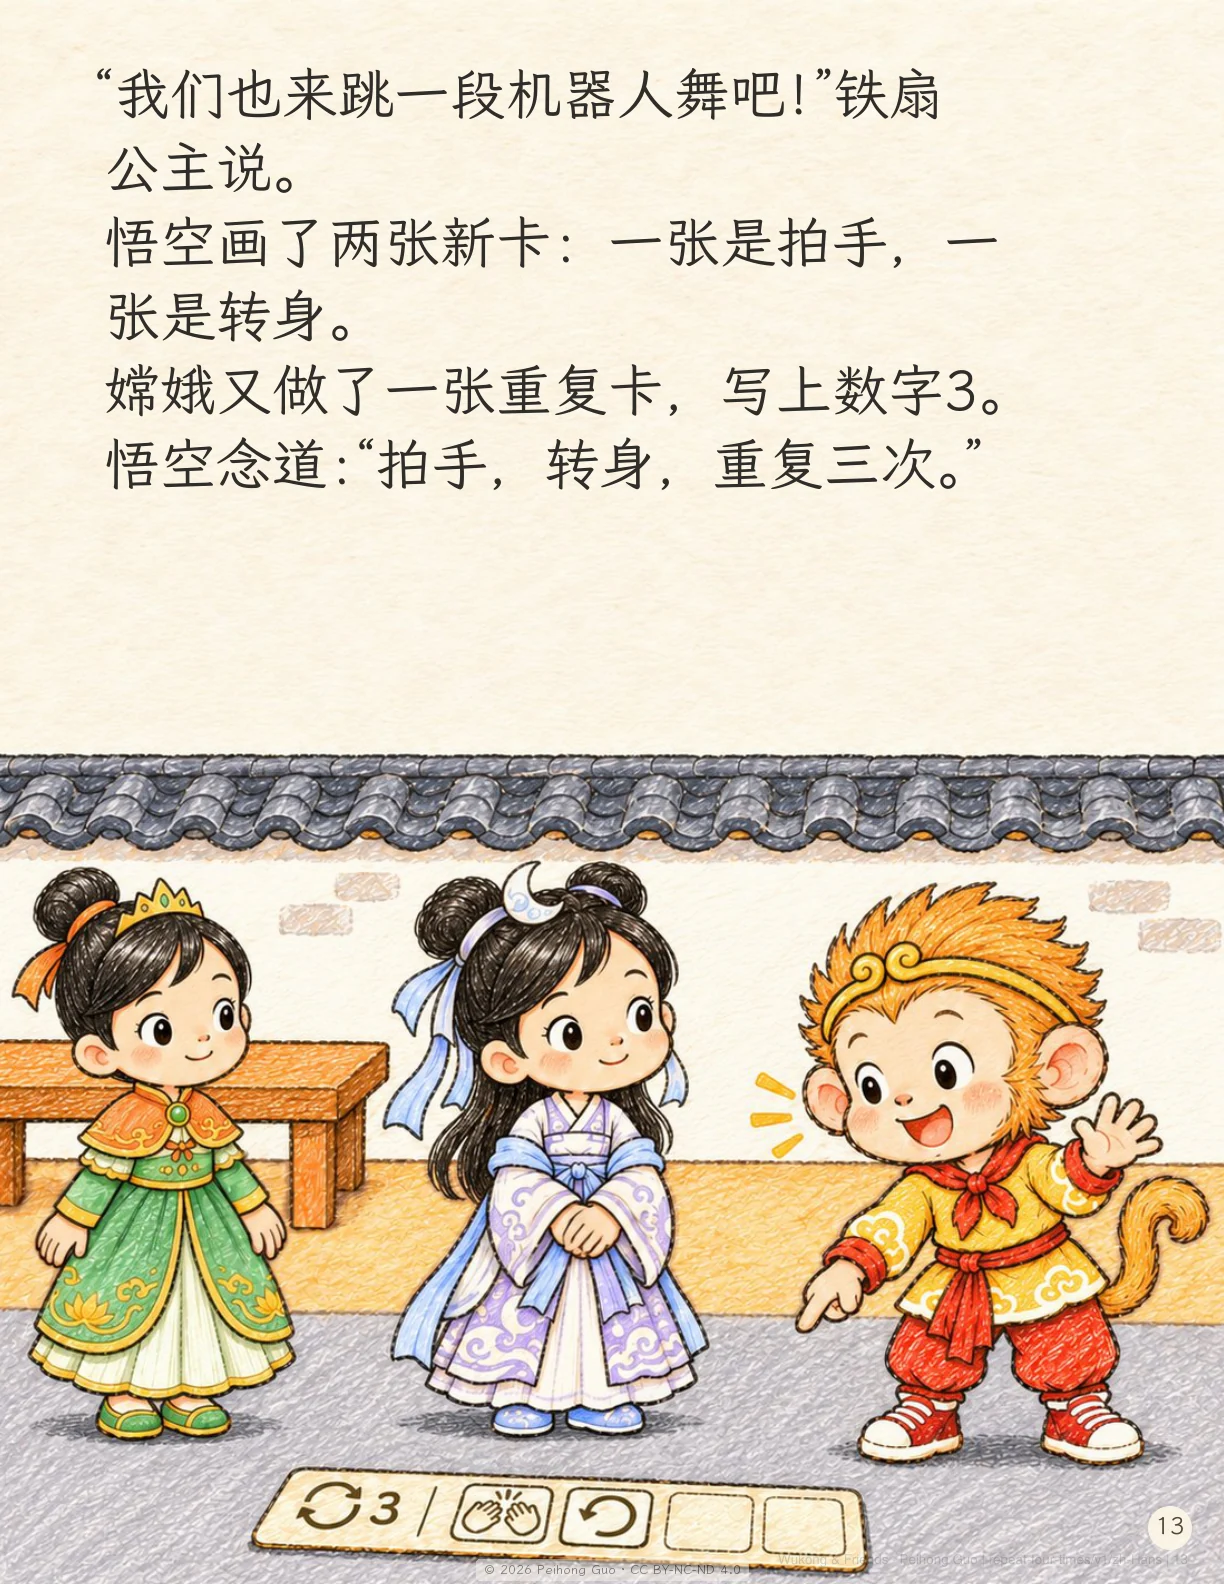 “我们也来跳一段机器人舞吧！”铁扇
公主说。
悟空画了两张新卡：一张是拍手，一
张是转身。
嫦娥又做了一张重复卡，写上数字3。
悟空念道：“拍手，转身，重复三次。”
3
13
© 2026 Peihong Guo · CC BY-NC-ND 4.0